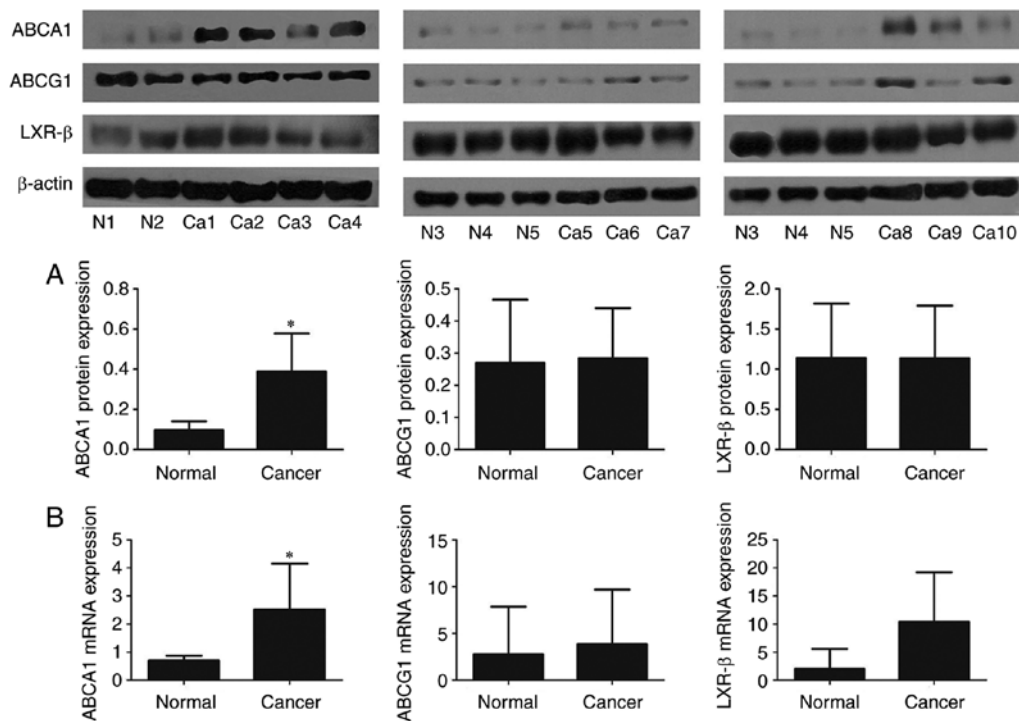 ABCA1
ABCG1
LXR-β
β-actin
N1 N2 Ca1 Ca2 Ca3 Ca4
N3 N4 N5 Ca5 Ca6 Ca7
N3 N4 N5 Ca8 Ca9 Ca10
A
ABCA1 protein expression
0.8
0.6
0.4
0.2
0.0
*
Normal Cancer
ABCG1 protein expression
0.5
0.4
0.3
0.2
0.1
0.0
Normal Cancer
LXR-β protein expression
2.0
1.5
1.0
0.5
0.0
Normal Cancer
B
ABCA1 mRNA expression
5
4
3
2
1
0
*
Normal Cancer
ABCG1 mRNA expression
15
10
5
0
Normal Cancer
LXR-β mRNA expression
25
20
15
10
5
0
Normal Cancer